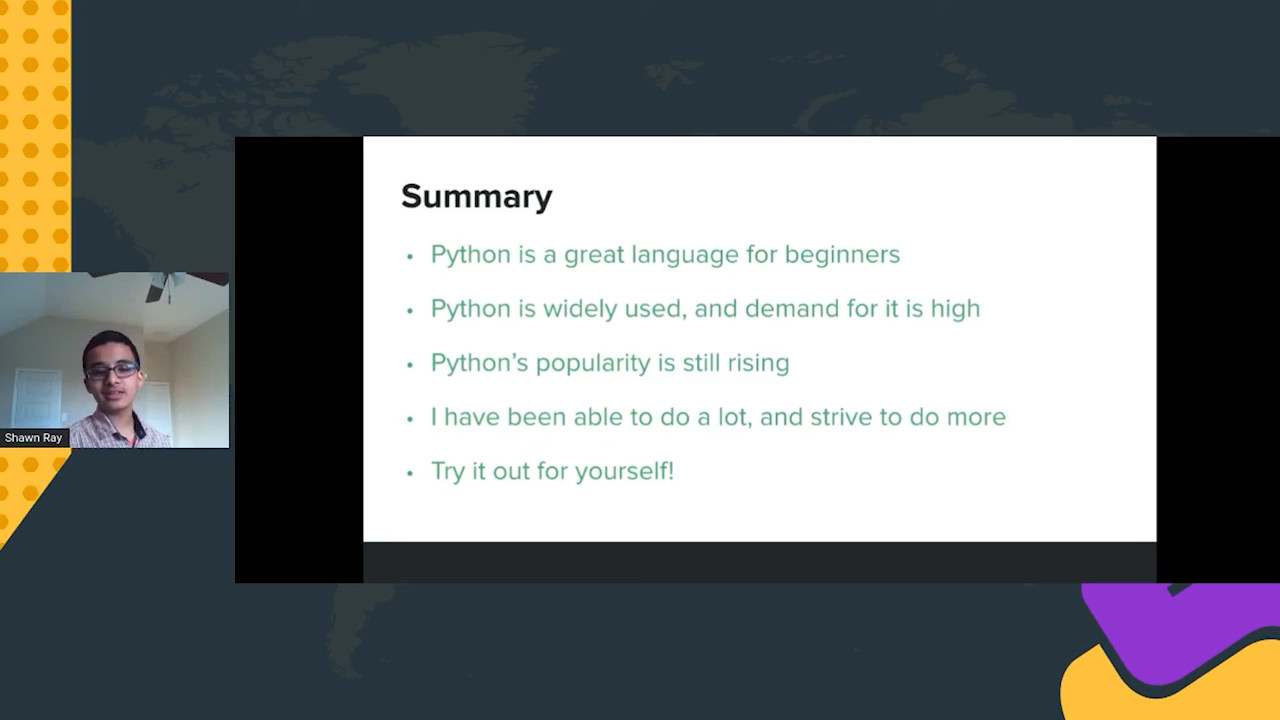 Summary
• Python is a great language for beginners
• Python is widely used, and demand for it is high
• Python’s popularity is still rising
• I have been able to do a lot, and strive to do more
• Try it out for yourself!
Shawn Ray